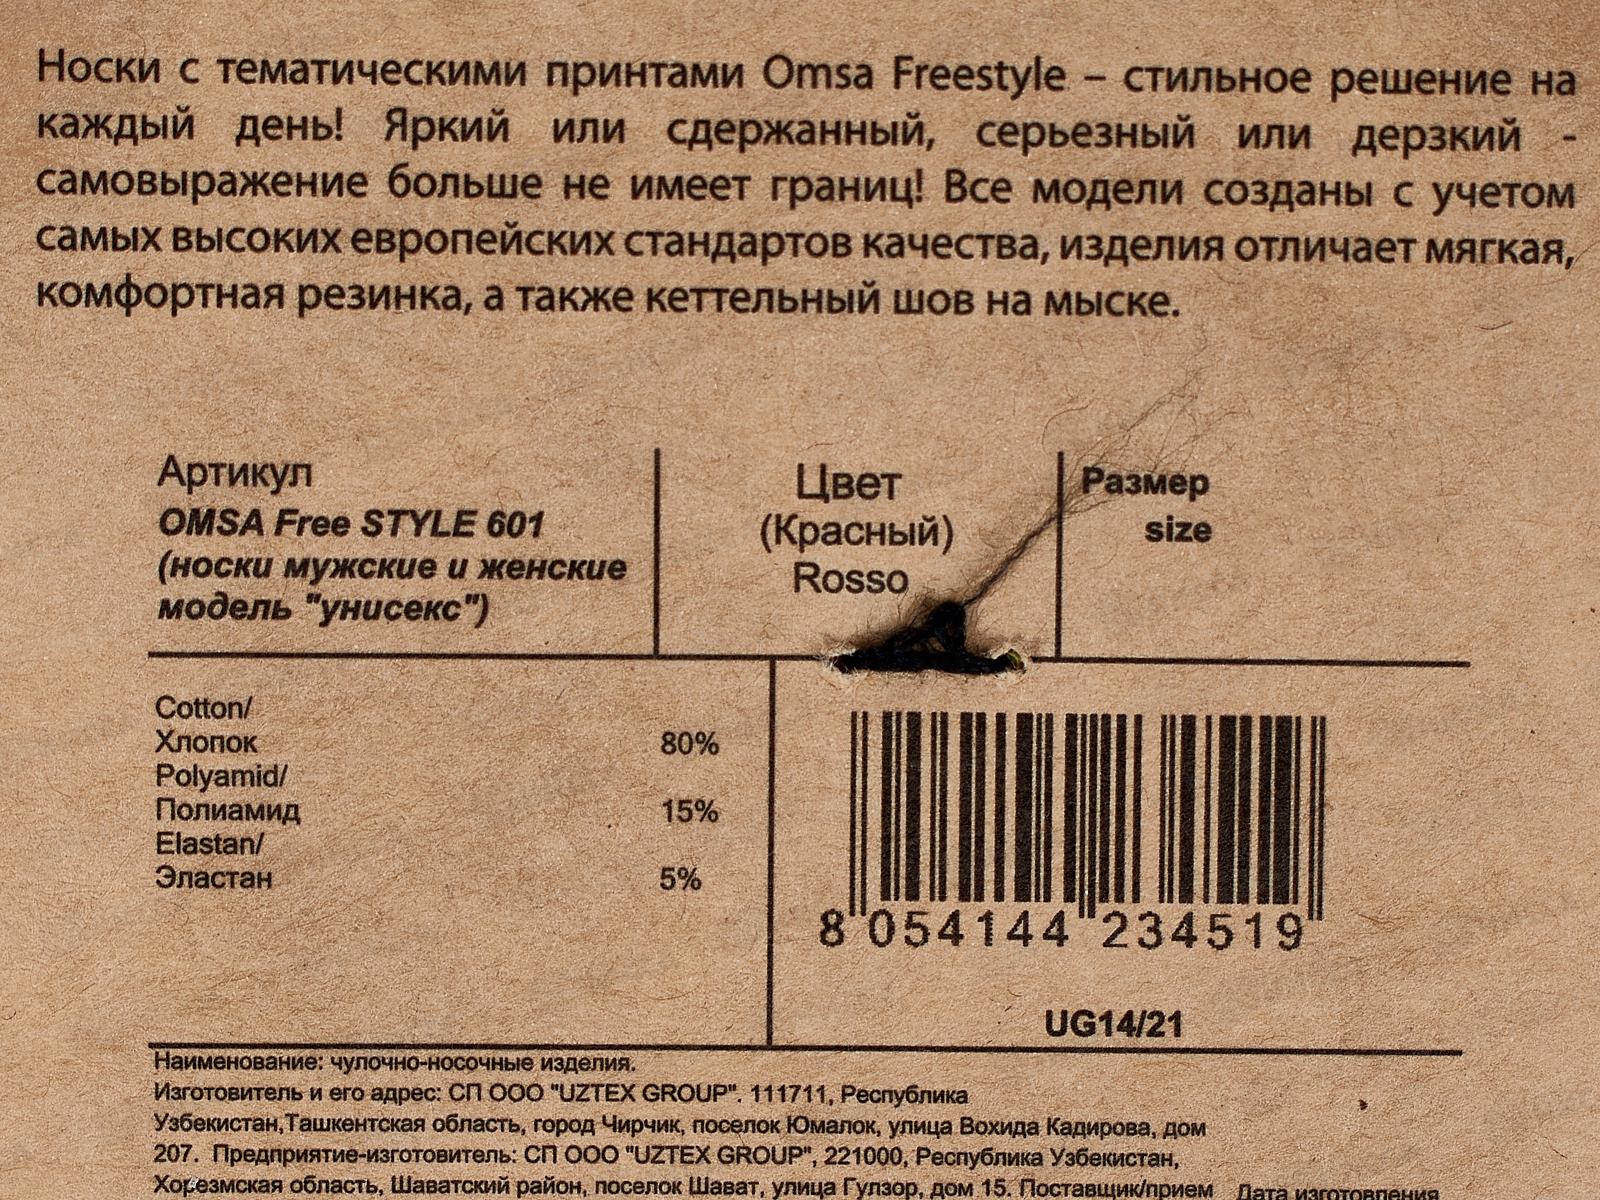 Носки с тематическими принтами Omsa Freestyle – стильное решение на
каждый день! Яркий или сдержанный, серьезный или дерзкий -
самовыражение больше не имеет границ! Все модели созданы с учетом
самых высоких европейских стандартов качества, изделия отличает мягкая,
комфортная резинка, а также кеттельный шов на мыске.
Артикул
OMSA Free STYLE 601
(носки мужские и женские
модель "унисекс")
Цвет
(Красный)
Rosso
Размер
size
Cotton/
Хлопок 80%
Polyamid/
Полиамид 15%
Elastan/
Эластан 5%
8 054144 234519
UG14/21
Наименование: чулочно-носочные изделия.
Изготовитель и его адрес: СП ООО "UZTEX GROUP". 111711, Республика
Узбекистан,Ташкентская область, город Чирчик, поселок Юмалок, улица Вохида Кадирова, дом
207. Предприятие-изготовитель: СП ООО "UZTEX GROUP", 221000, Республика Узбекистан,
Хорезмская область, Шаватский район, поселок Шават, улица Гулзор, дом 15. Поставщик/прием Дата изготовления